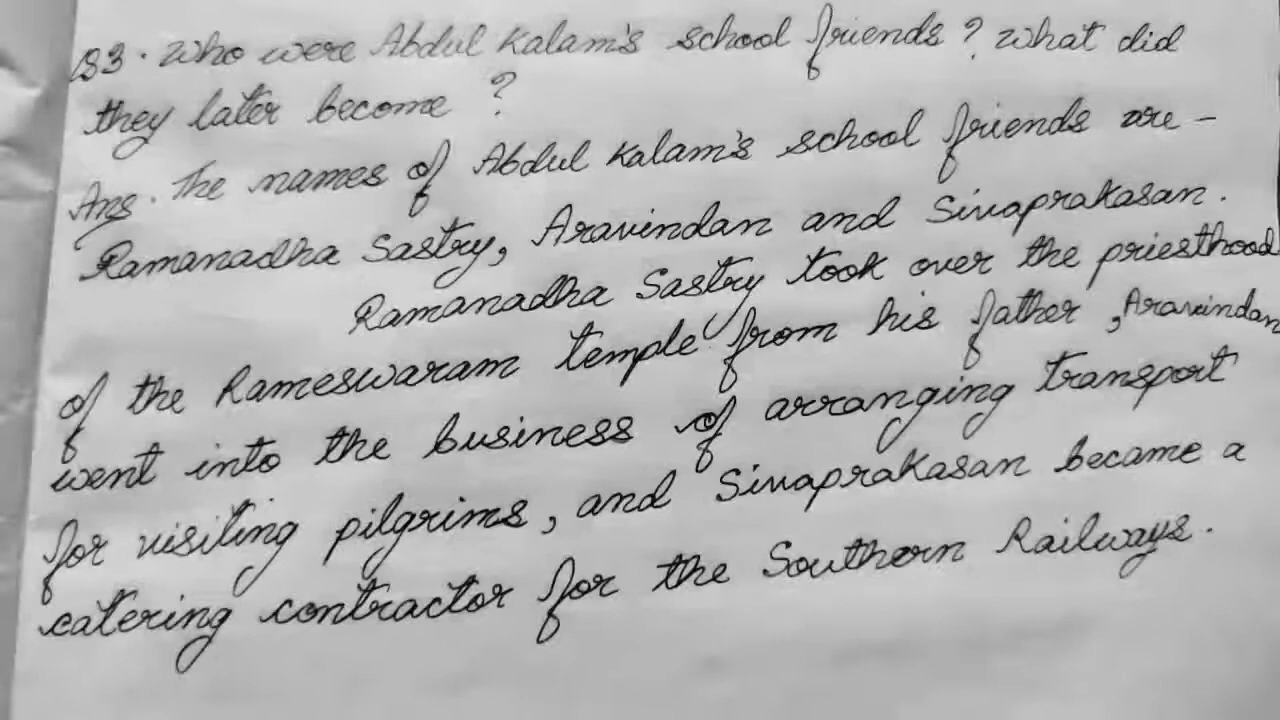 Q3. Who were Abdul Kalam's school friends? What did
they later become?
Ans. The names of Abdul Kalam's school friends are -
Ramanadha Sastry, Aravindan and Sivaprakasan.
Ramanadha Sastry took over the priesthood
of the Rameswaram temple from his father, Aravindan
went into the business of arranging transport
for visiting pilgrims, and Sivaprakasan became a
catering contractor for the Southern Railways.